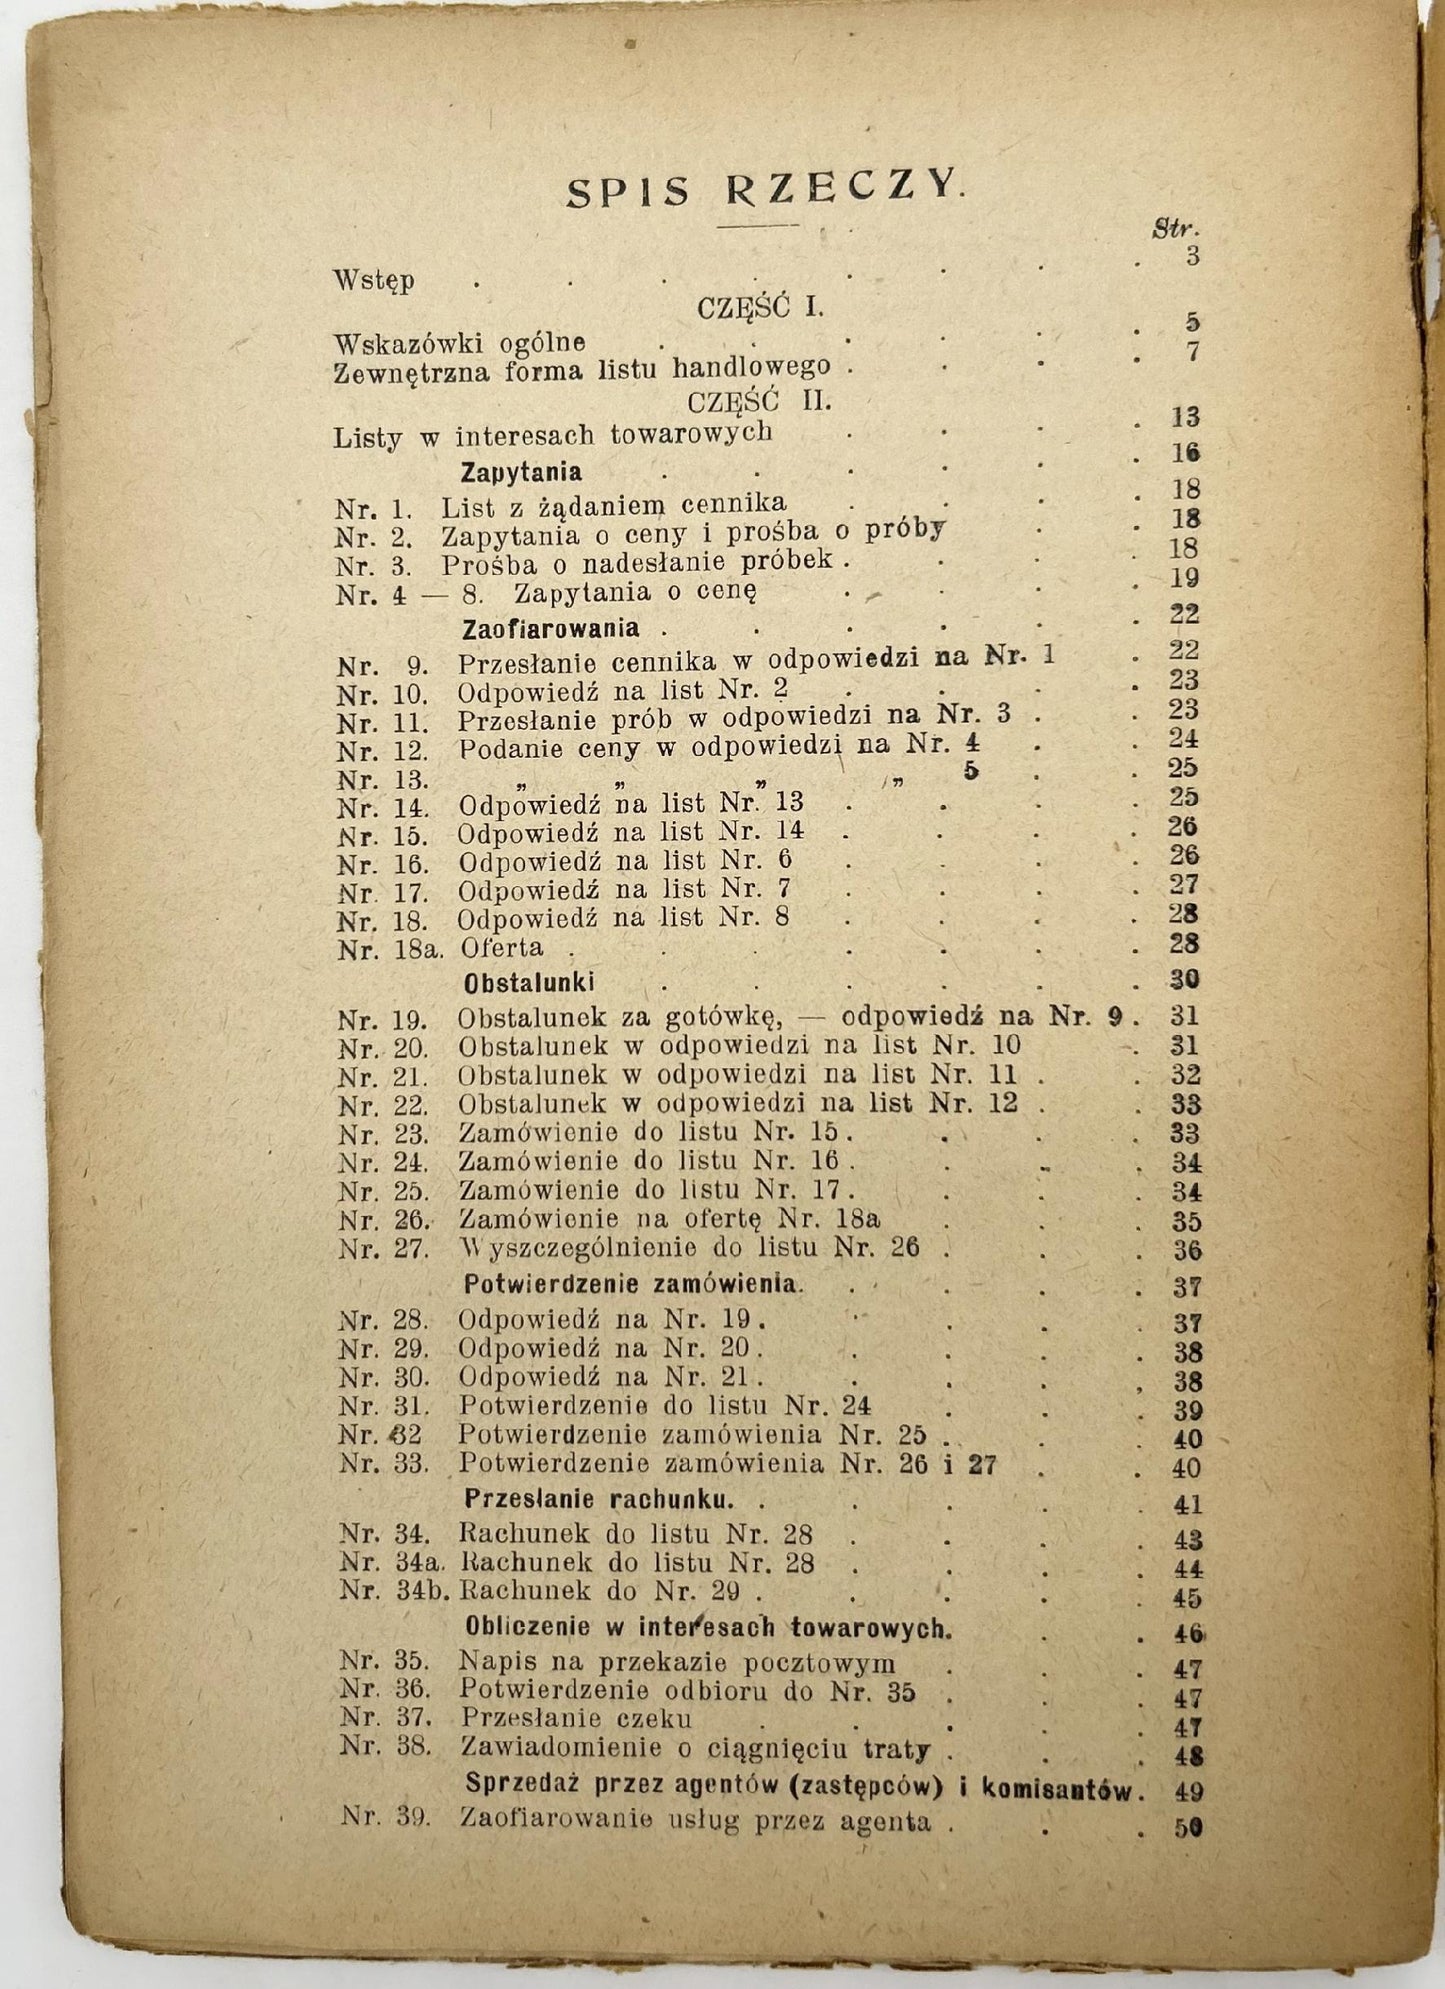 SPIS RZECZY.
Str.
Wstęp . . . . . . . . 3
CZĘŚĆ I.
Wskazówki ogólne . . . . . . 5
Zewnętrzna forma listu handlowego . . . . 7
CZĘŚĆ II.
Listy w interesach towarowych . . . . 13
Zapytania . . . . . . 16
Nr. 1. List z żądaniem cennika . . . . 18
Nr. 2. Zapytania o ceny i prośba o próby . . 18
Nr. 3. Prośba o nadesłanie próbek . . . . 18
Nr. 4 — 8. Zapytania o cenę . . . . 19
Zaofiarowania . . . . . . 22
Nr. 9. Przesłanie cennika w odpowiedzi na Nr. 1 . 22
Nr. 10. Odpowiedź na list Nr. 2 . . . . 23
Nr. 11. Przesłanie prób w odpowiedzi na Nr. 3 . . 23
Nr. 12. Podanie ceny w odpowiedzi na Nr. 4 . . 24
Nr. 13. „ „ „ „ 5 . . 25
Nr. 14. Odpowiedź na list Nr. 13 . . . . 25
Nr. 15. Odpowiedź na list Nr. 14 . . . . 26
Nr. 16. Odpowiedź na list Nr. 6 . . . . 26
Nr. 17. Odpowiedź na list Nr. 7 . . . . 27
Nr. 18. Odpowiedź na list Nr. 8 . . . . 28
Nr. 18a. Oferta . . . . . . . 28
Obstalunki . . . . . . 30
Nr. 19. Obstalunek za gotówkę, — odpowiedź na Nr. 9 . 31
Nr. 20. Obstalunek w odpowiedzi na list Nr. 10 . 31
Nr. 21. Obstalunek w odpowiedzi na list Nr. 11 . . 32
Nr. 22. Obstalunek w odpowiedzi na list Nr. 12 . . 33
Nr. 23. Zamówienie do listu Nr. 15 . . . . 33
Nr. 24. Zamówienie do listu Nr. 16 . . . . 34
Nr. 25. Zamówienie do listu Nr. 17 . . . . 34
Nr. 26. Zamówienie na ofertę Nr. 18a . . . 35
Nr. 27. Wyszczególnienie do listu Nr. 26 . . . 36
Potwierdzenie zamówienia. . . . . 37
Nr. 28. Odpowiedź na Nr. 19 . . . . . 37
Nr. 29. Odpowiedź na Nr. 20 . . . . . 38
Nr. 30. Odpowiedź na Nr. 21 . . . . , 38
Nr. 31. Potwierdzenie do listu Nr. 24 . . . 39
Nr. 32 Potwierdzenie zamówienia Nr. 25 . . . 40
Nr. 33. Potwierdzenie zamówienia Nr. 26 i 27 . . 40
Przesłanie rachunku. . . . . . 41
Nr. 34. Rachunek do listu Nr. 28 . . . . 43
Nr. 34a. Rachunek do listu Nr. 28 . . . . 44
Nr. 34b. Rachunek do Nr. 29 . . . . . 45
Obliczenie w interesach towarowych. . . 46
Nr. 35. Napis na przekazie pocztowym . . . 47
Nr. 36. Potwierdzenie odbioru do Nr. 35 . . . 47
Nr. 37. Przesłanie czeku . . . . . 47
Nr. 38. Zawiadomienie o ciągnięciu traty . . . 48
Sprzedaż przez agentów (zastępców) i komisantów. 49
Nr. 39. Zaofiarowanie usług przez agenta . . . 50